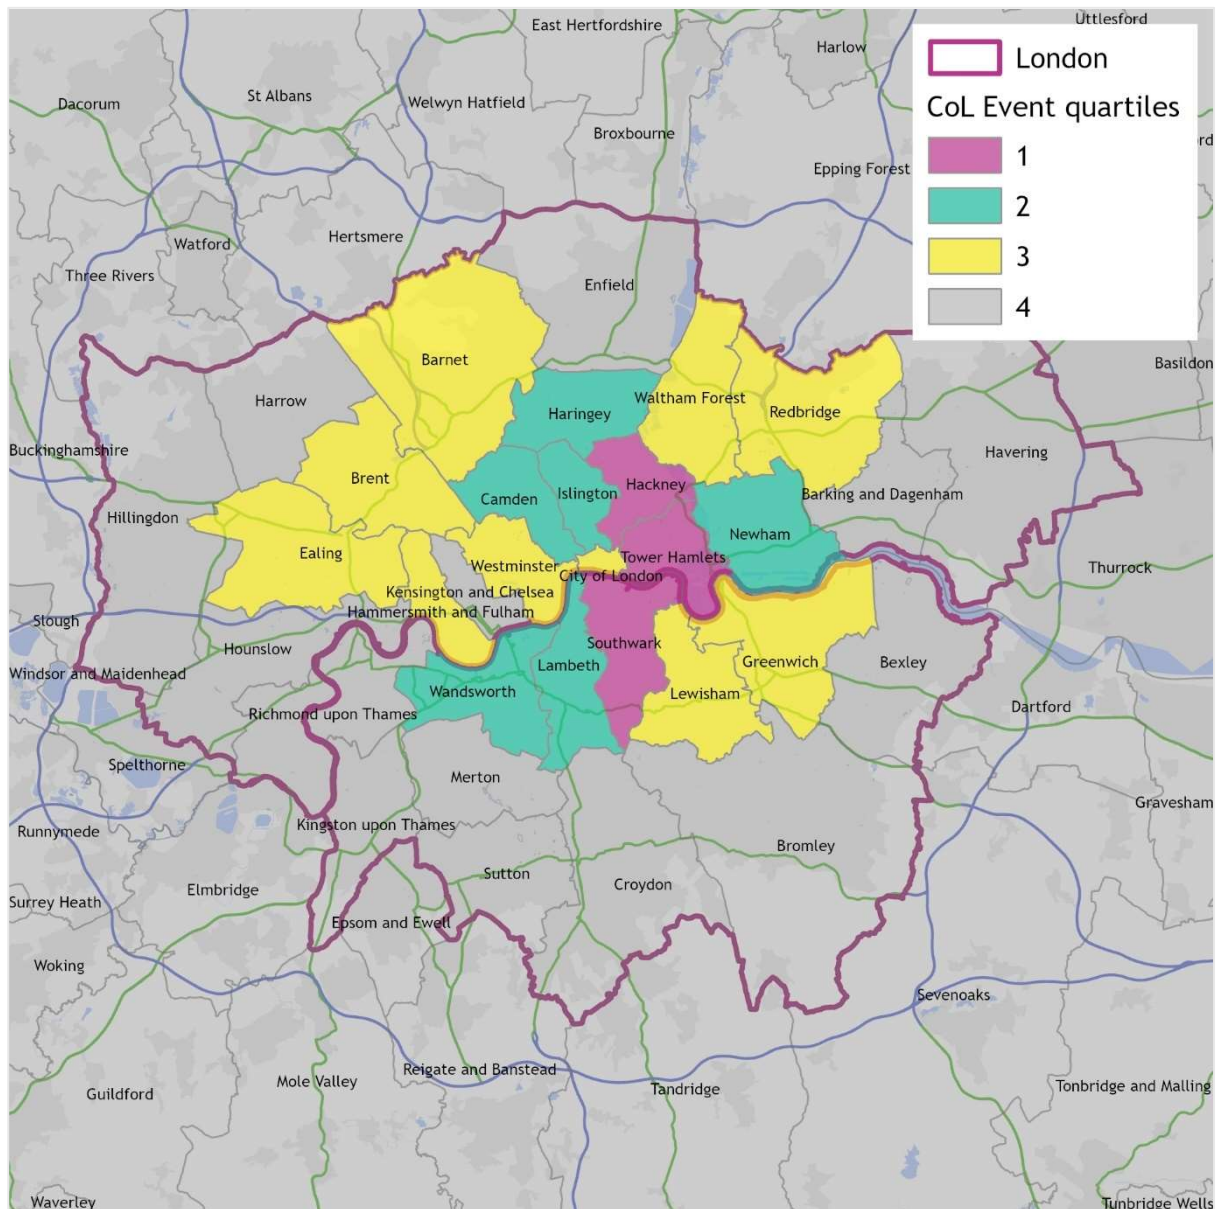 East Hertfordshire
Uttlesford
Harlow
London
Dacorum
St Albans
Welwyn Hatfield
CoL Event quartiles
Broxbourne
1
Epping Forest
2
Watford
Hertsmere
3
Three Rivers
Enfield
4
Barnet
Basildon
Harrow
Haringey
Waltham Forest
Redbridge
Buckinghamshire
Havering
Brent
Camden
Islington
Hackney
Barking and Dagenham
Hillingdon
Newham
Ealing
Westminster
Tower Hamlets
City of London
Thurrock
Kensington and Chelsea
Hammersmith and Fulham
Slough
Hounslow
Southwark
Windsor and Maidenhead
Lambeth
Greenwich
Bexley
Wandsworth
Lewisham
Richmond upon Thames
Dartford
Spelthorne
Merton
Gravesham
Runnymede
Kingston upon Thames
Bromley
Elmbridge
Sutton
Croydon
Surrey Heath
Epsom and Ewell
Woking
Sevenoaks
Reigate and Banstead
Guildford
Mole Valley
Tandridge
Tonbridge and Malling
Waverley
Tunbridge Wells